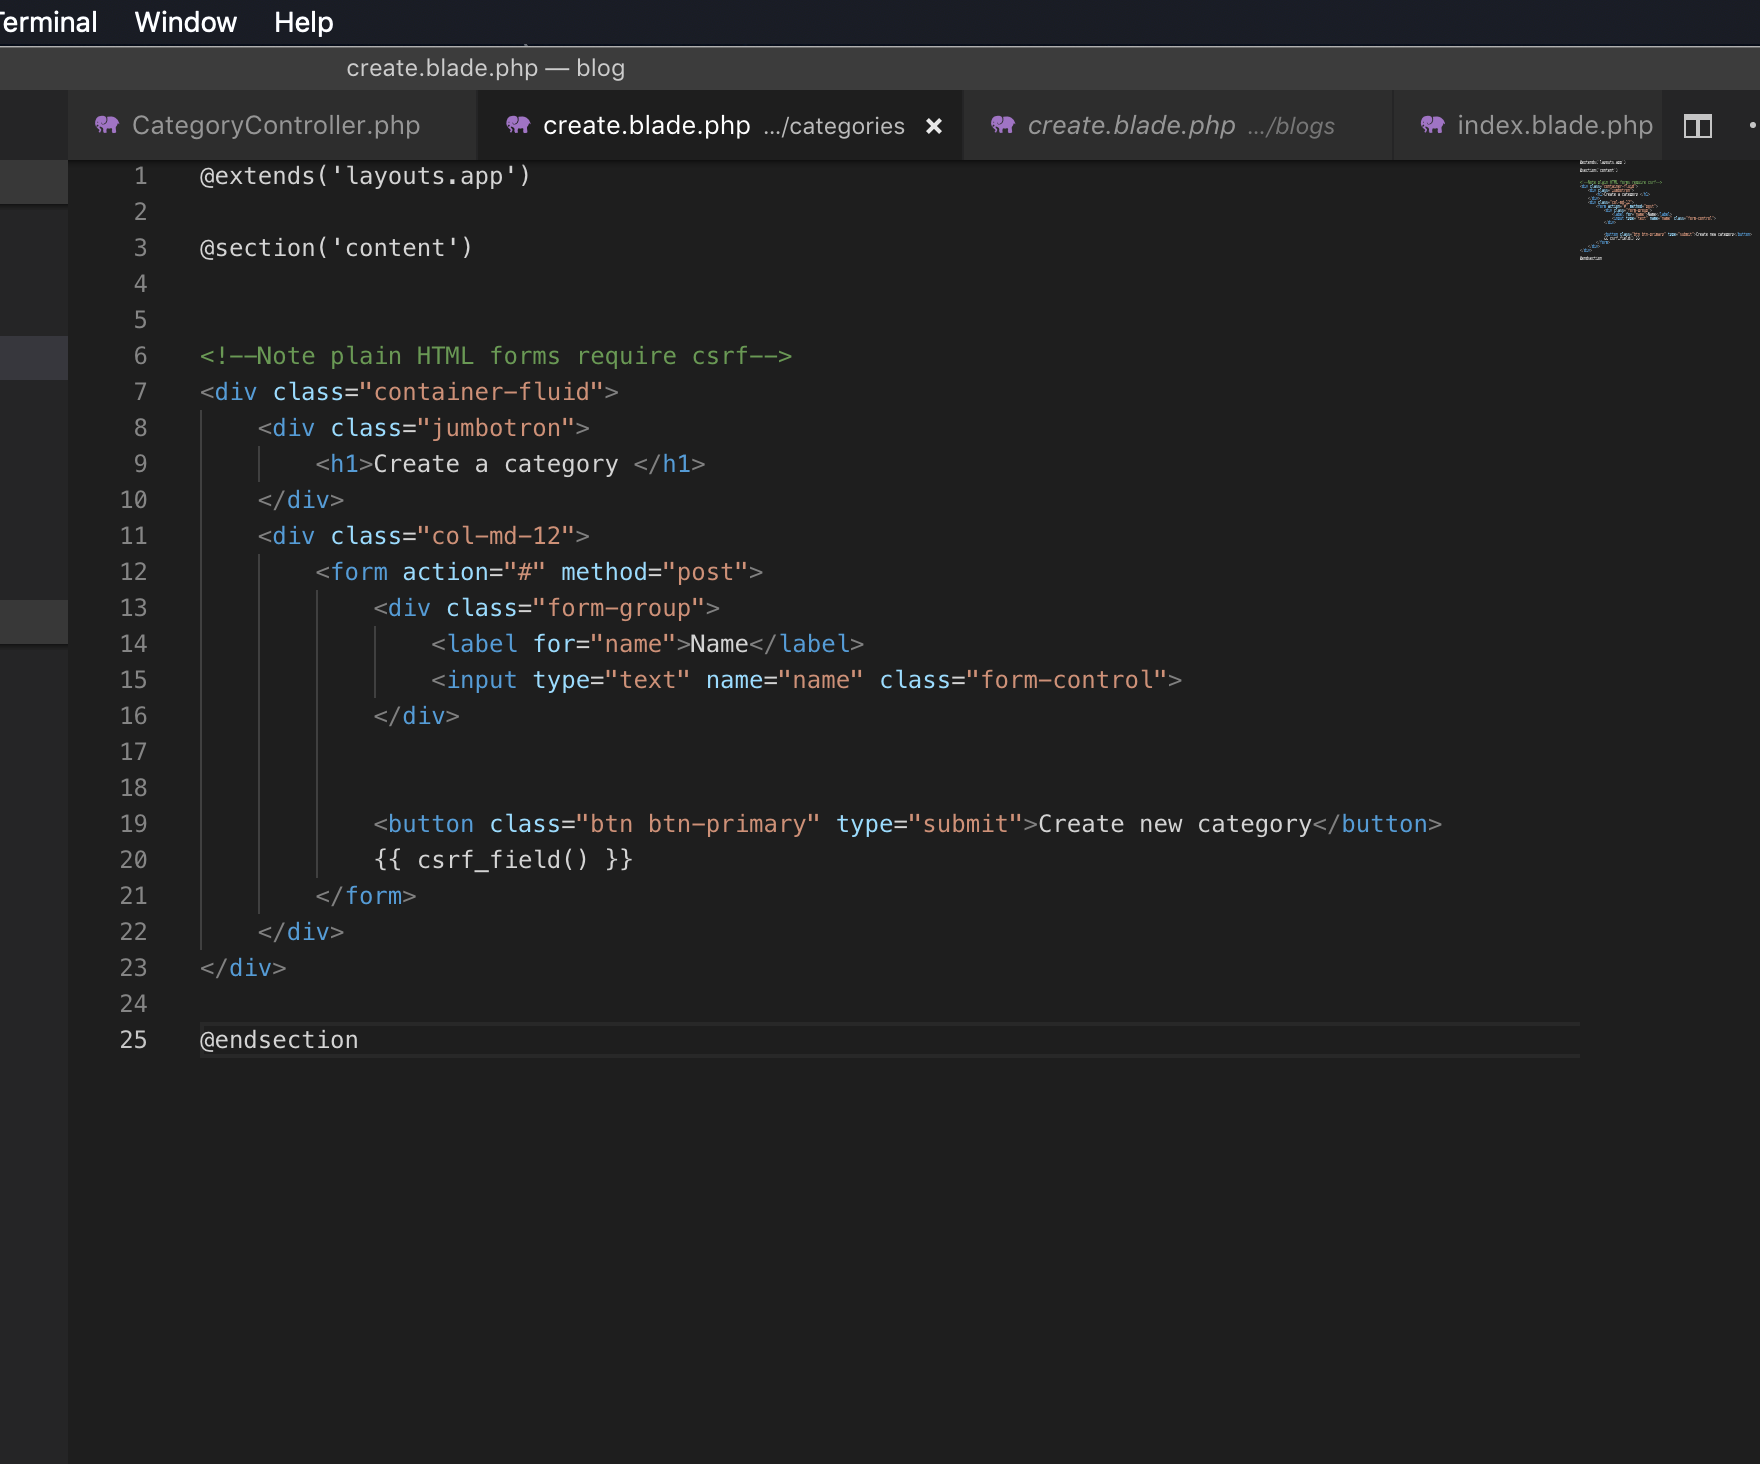 Terminal Window Help
create.blade.php — blog
CategoryController.php create.blade.php .../categories create.blade.php .../blogs index.blade.php
1 @extends('layouts.app')
2
3 @section('content')
4
5
6 <!--Note plain HTML forms require csrf-->
7 <div class="container-fluid">
8 <div class="jumbotron">
9 <h1>Create a category </h1>
10 </div>
11 <div class="col-md-12">
12 <form action="#" method="post">
13 <div class="form-group">
14 <label for="name">Name</label>
15 <input type="text" name="name" class="form-control">
16 </div>
17
18
19 <button class="btn btn-primary" type="submit">Create new category</button>
20 {{ csrf_field() }}
21 </form>
22 </div>
23 </div>
24
25 @endsection